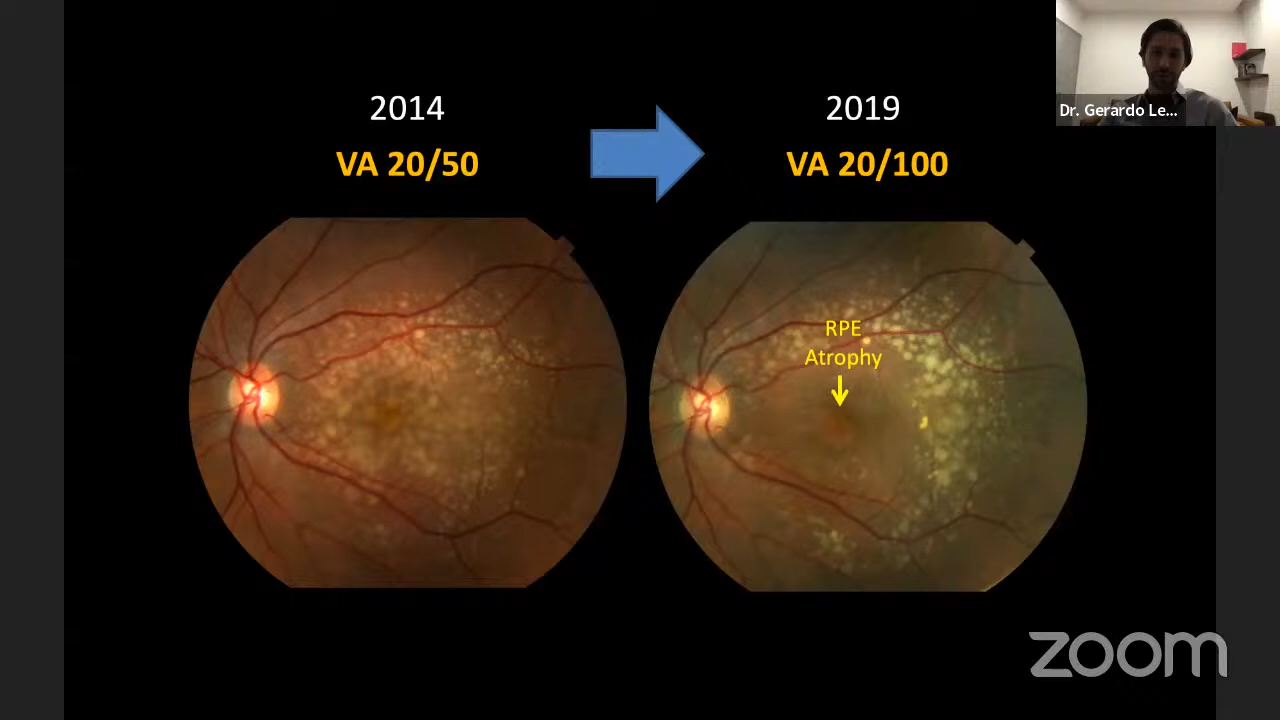 2014
VA 20/50
2019
VA 20/100
RPE
Atrophy
Dr. Gerardo Le...
zoom